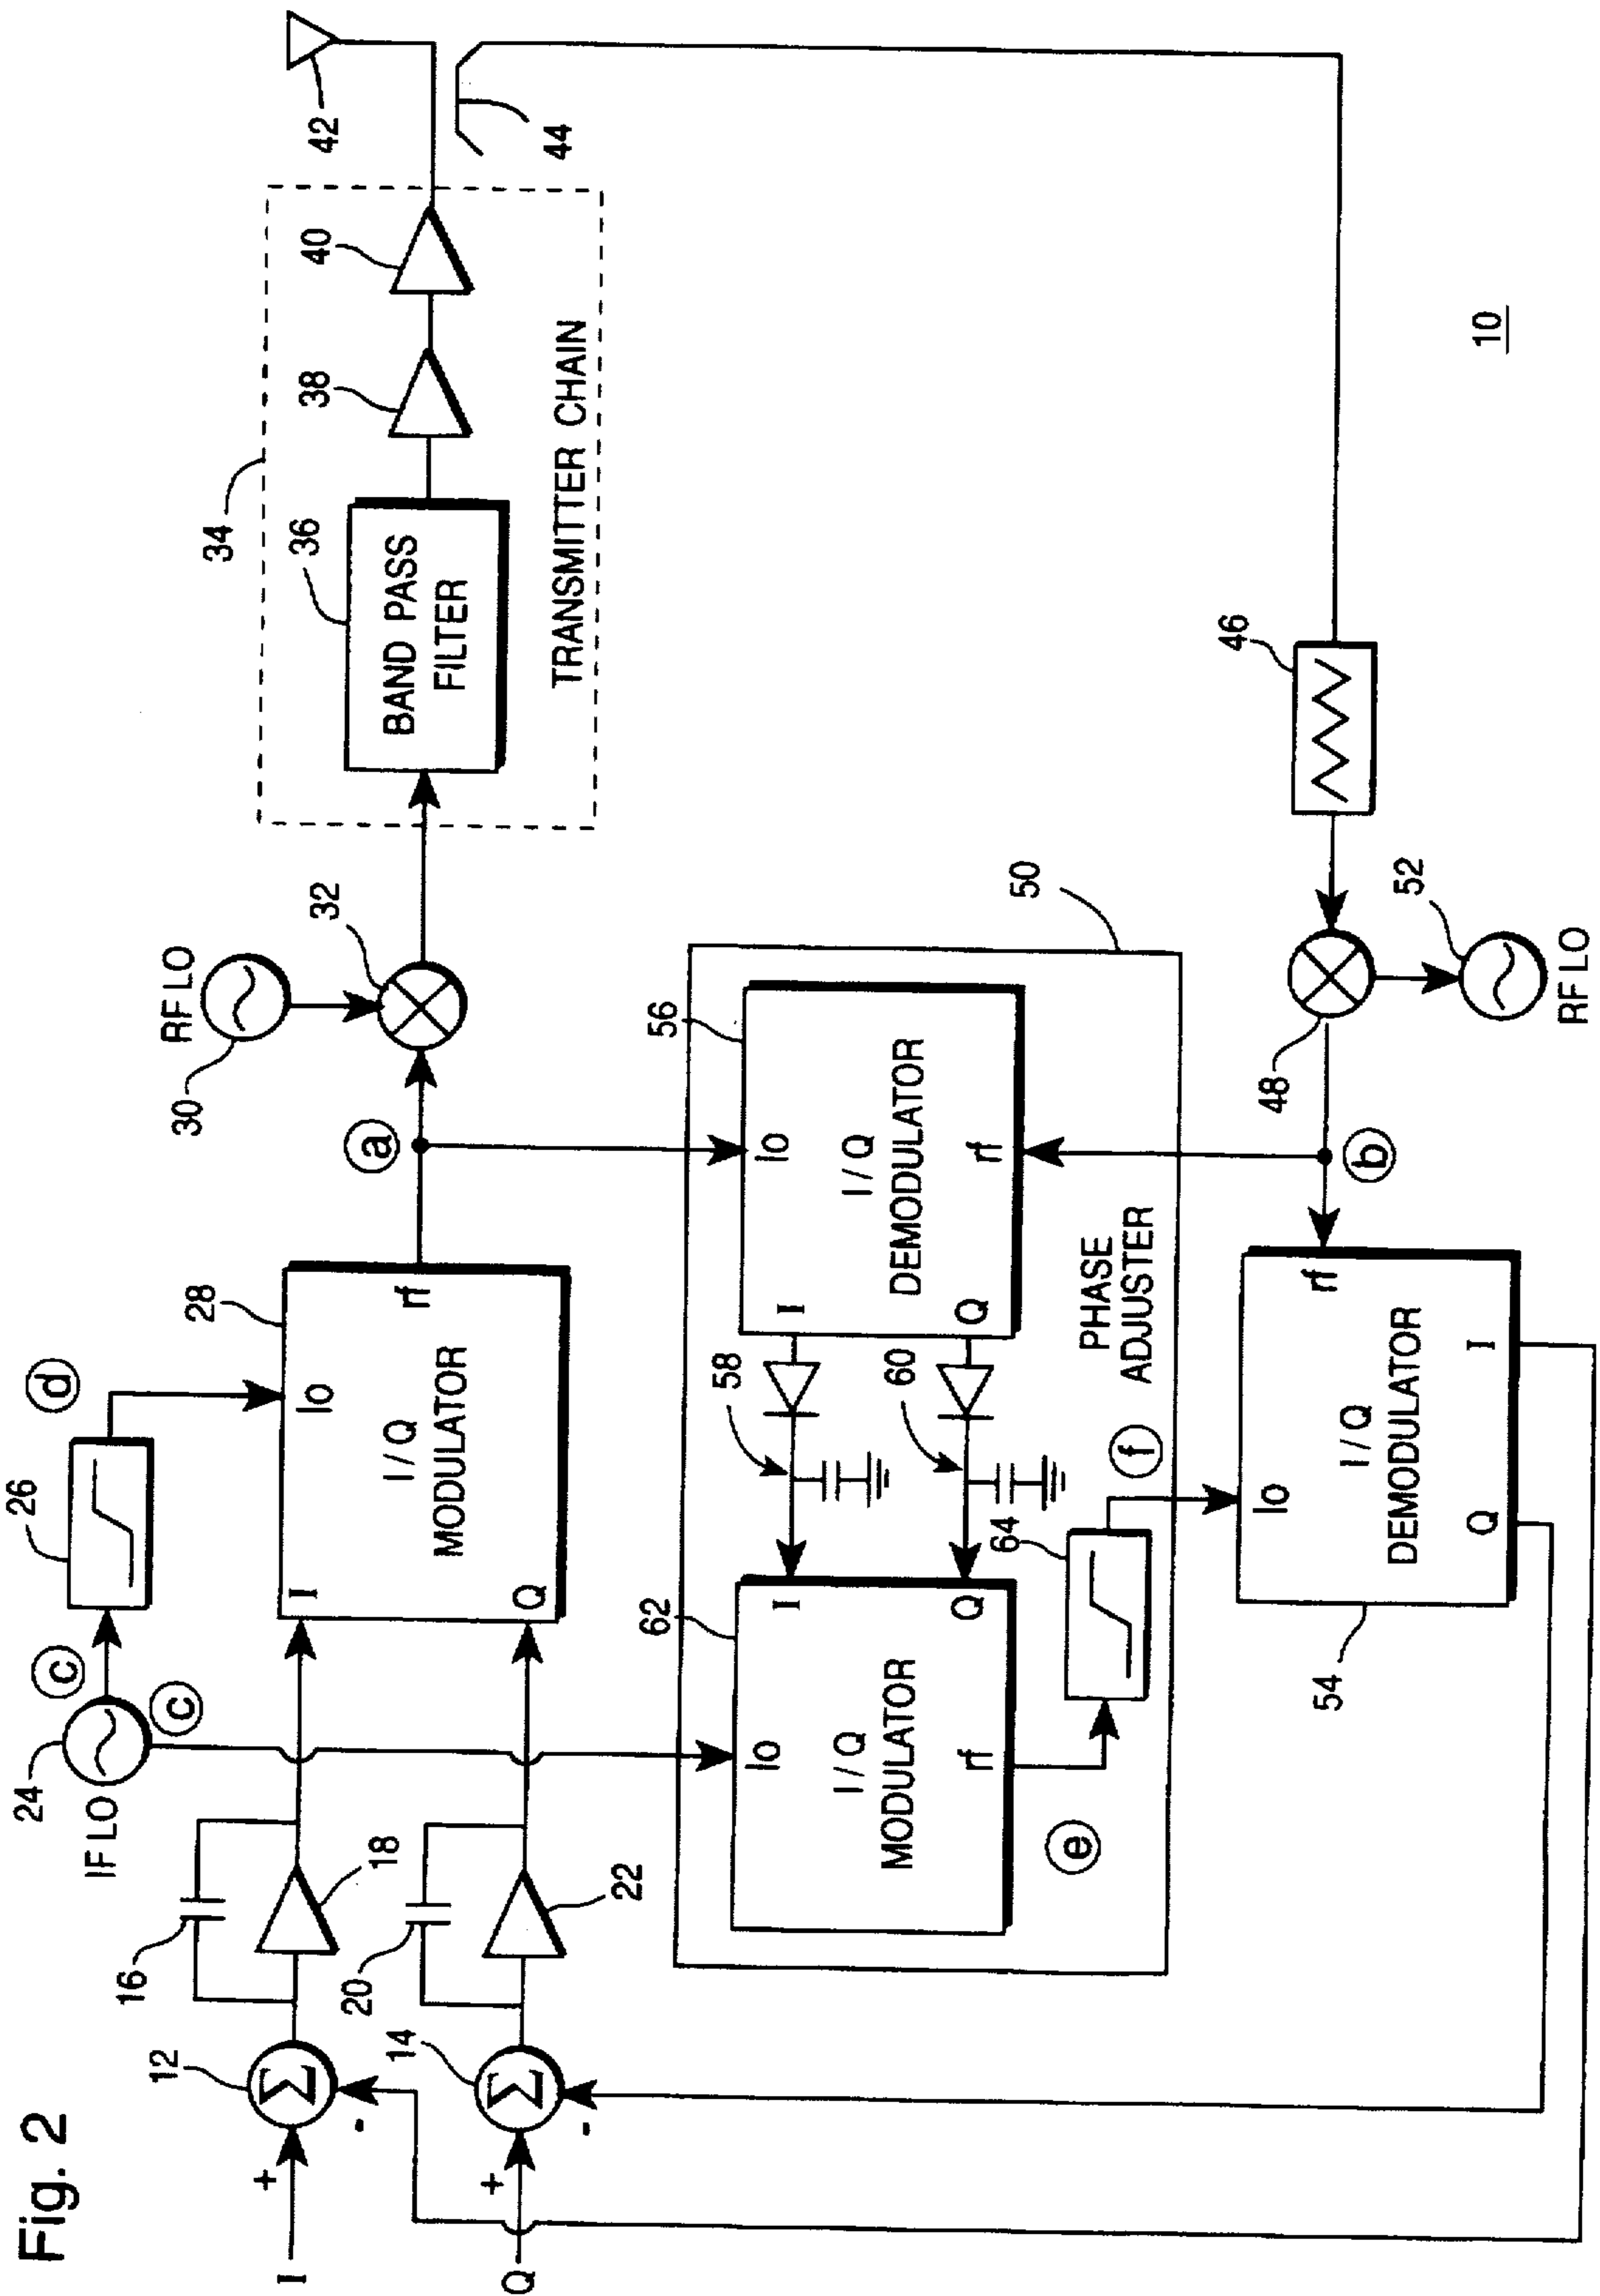 Fig. 2
I
+
-
12
16
18
Q
+
-
14
20
22
Σ
Σ
24
IF LO
c
c
26
d
28
I
Q
lo
I / Q
MODULATOR
rf
a
30
RF LO
32
34
36
BAND PASS
FILTER
38
40
TRANSMITTER CHAIN
42
44
62
lo
I / Q
MODULATOR
I
Q
rf
e
58
60
64
f
56
lo
I / Q
DEMODULATOR
I
Q
rf
PHASE
ADJUSTER
50
54
lo
I / Q
DEMODULATOR
Q
I
rf
b
48
52
RF LO
46
10